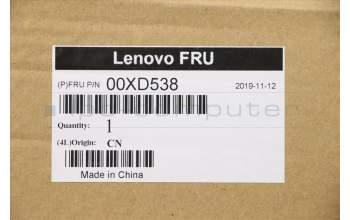 Lenovo FRU
(P)FRU P/N 00XD538 2019-11-12
Quantity: 1
(4L)Origin: CN
Made in China